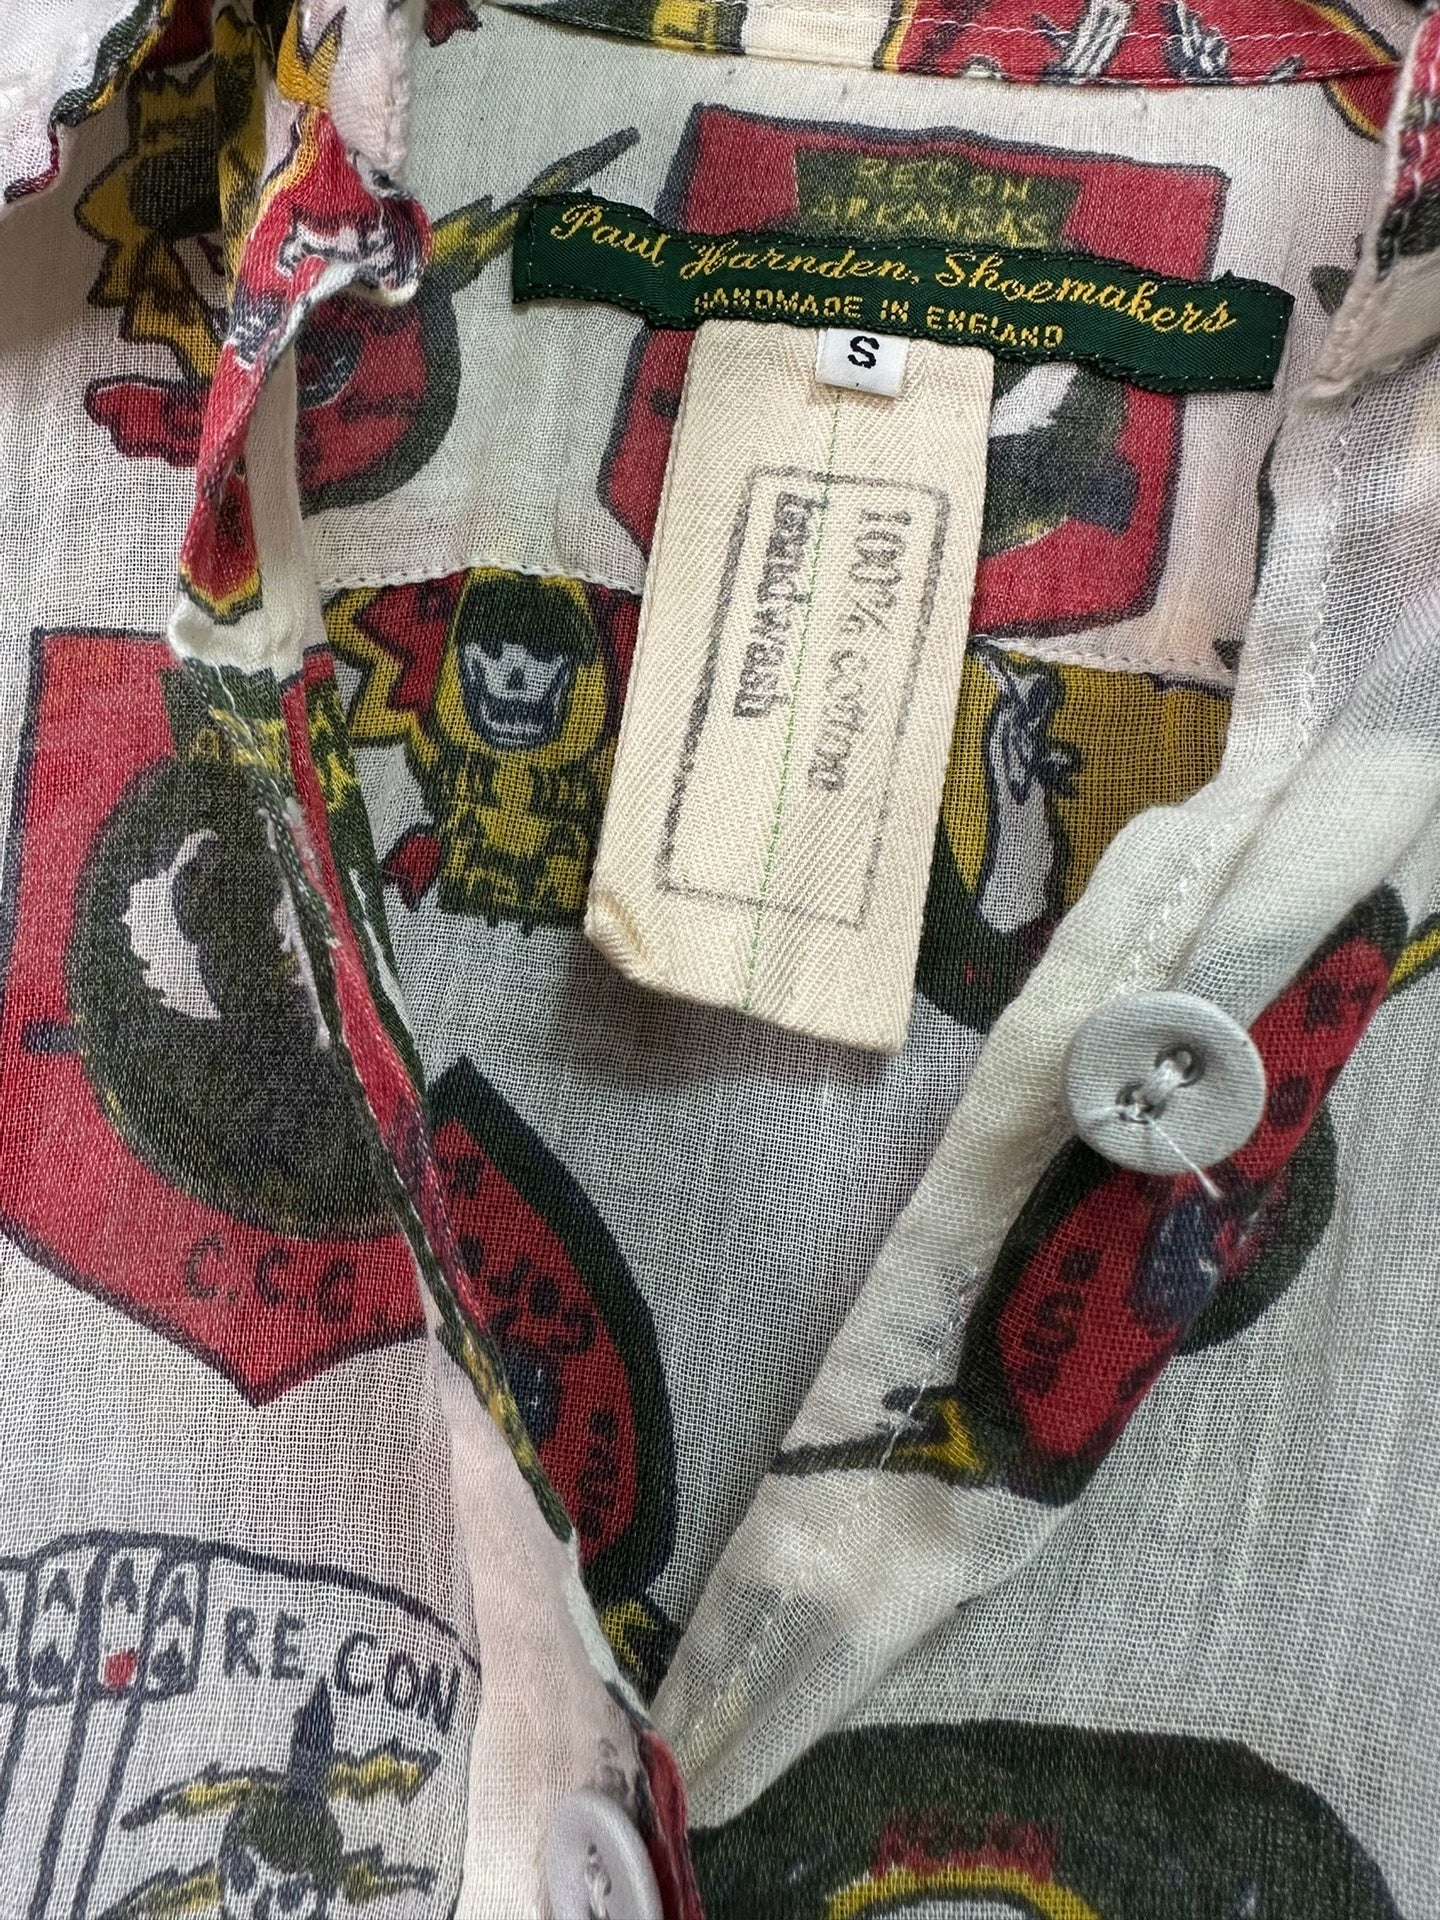 RECON
ARKANSAS
Paul Harnden, Shoemakers
HANDMADE IN ENGLAND
S
100% cotton
handwash
C.C.C
RECON